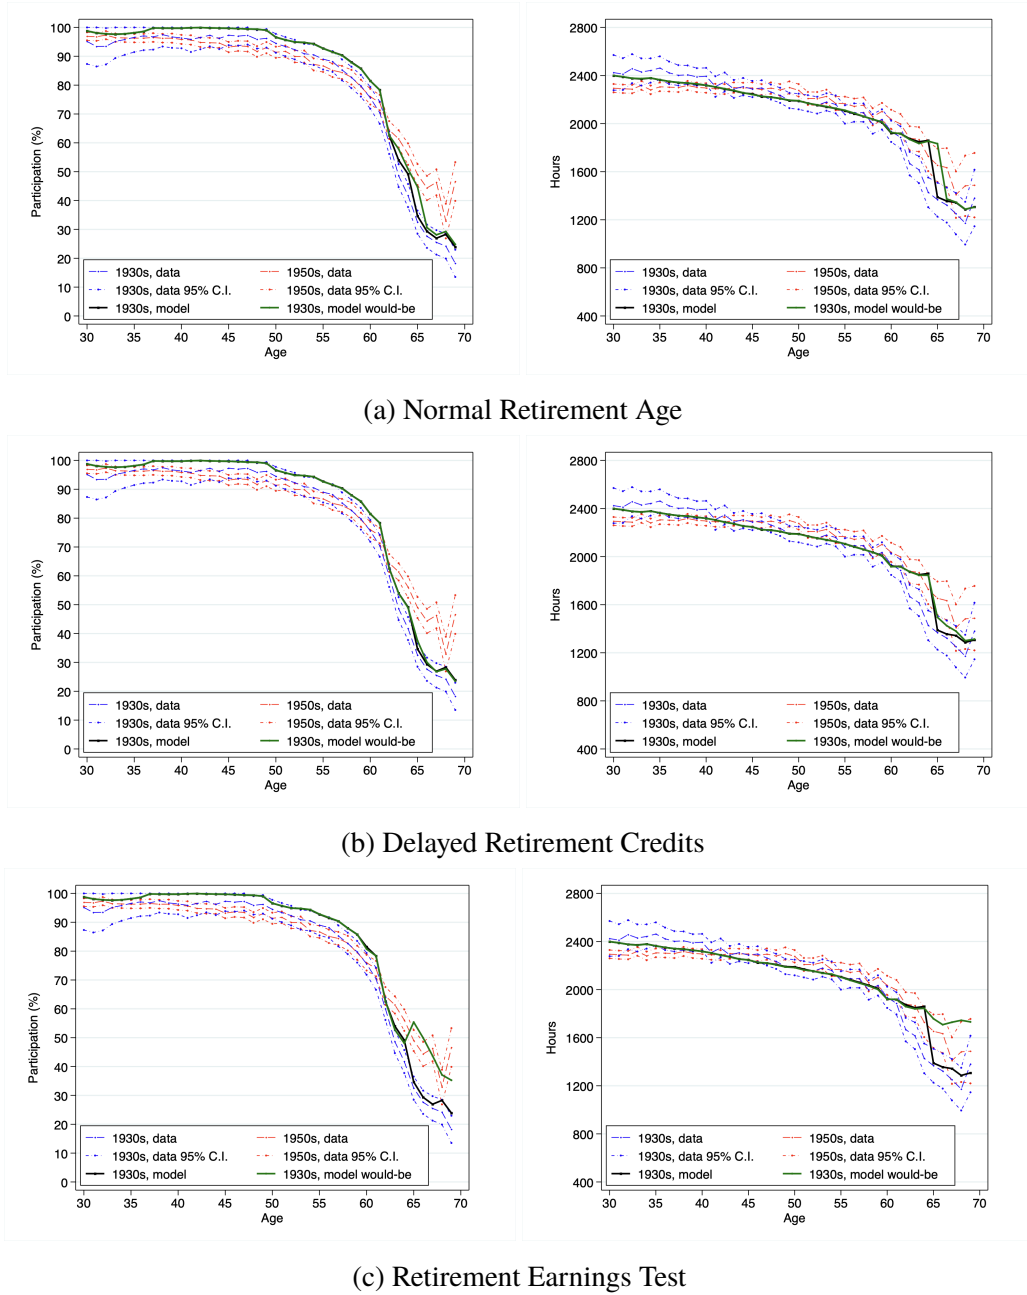 100
90
80
70
60
50
40
30
20
10
0
Participation (%)
1930s, data
1950s, data
1930s, data 95% C.I.
1950s, data 95% C.I.
1930s, model
1930s, model would-be
30 35 40 45 50 55 60 65 70
Age
2800
2400
2000
1600
1200
800
400
Hours
1930s, data
1950s, data
1930s, data 95% C.I.
1950s, data 95% C.I.
1930s, model
1930s, model would-be
30 35 40 45 50 55 60 65 70
Age
(a) Normal Retirement Age
100
90
80
70
60
50
40
30
20
10
0
Participation (%)
1930s, data
1950s, data
1930s, data 95% C.I.
1950s, data 95% C.I.
1930s, model
1930s, model would-be
30 35 40 45 50 55 60 65 70
Age
2800
2400
2000
1600
1200
800
400
Hours
1930s, data
1950s, data
1930s, data 95% C.I.
1950s, data 95% C.I.
1930s, model
1930s, model would-be
30 35 40 45 50 55 60 65 70
Age
(b) Delayed Retirement Credits
100
90
80
70
60
50
40
30
20
10
0
Participation (%)
1930s, data
1950s, data
1930s, data 95% C.I.
1950s, data 95% C.I.
1930s, model
1930s, model would-be
30 35 40 45 50 55 60 65 70
Age
2800
2400
2000
1600
1200
800
400
Hours
1930s, data
1950s, data
1930s, data 95% C.I.
1950s, data 95% C.I.
1930s, model
1930s, model would-be
30 35 40 45 50 55 60 65 70
Age
(c) Retirement Earnings Test